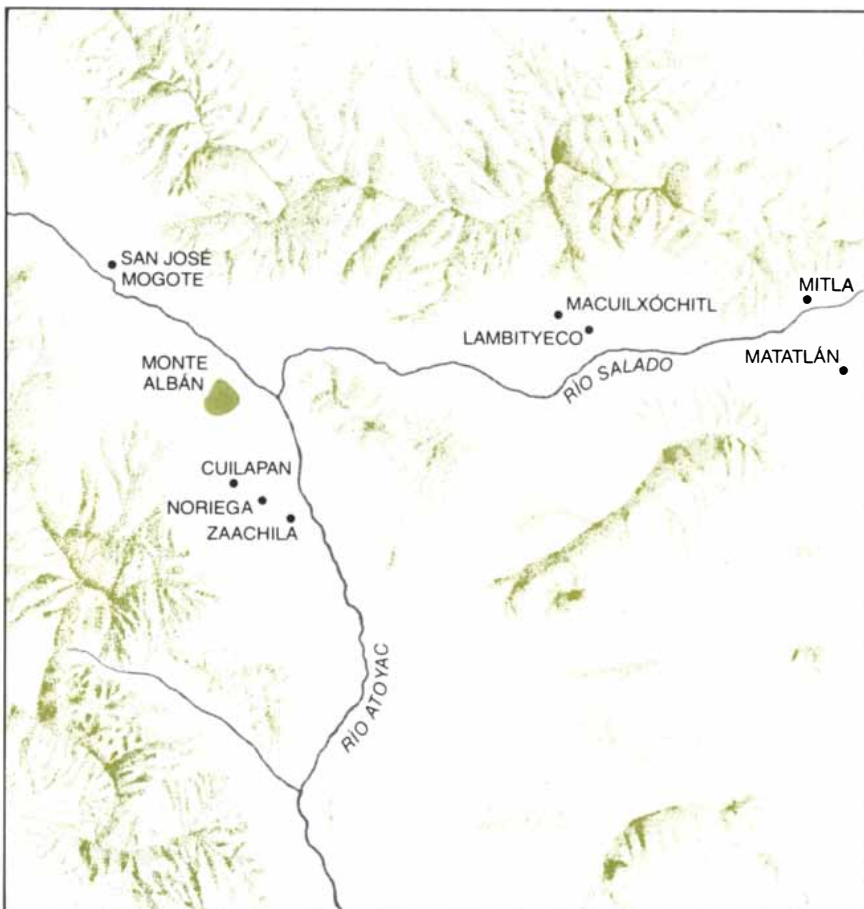 SAN JOSÉ
MOGOTE
MACUILXÓCHITL
MITLA
LAMBITYECO
MONTE
ALBÁN
MATATLÁN
RÍO SALADO
CUILAPAN
NORIEGA
ZAACHILA
RÍO ATOYAC